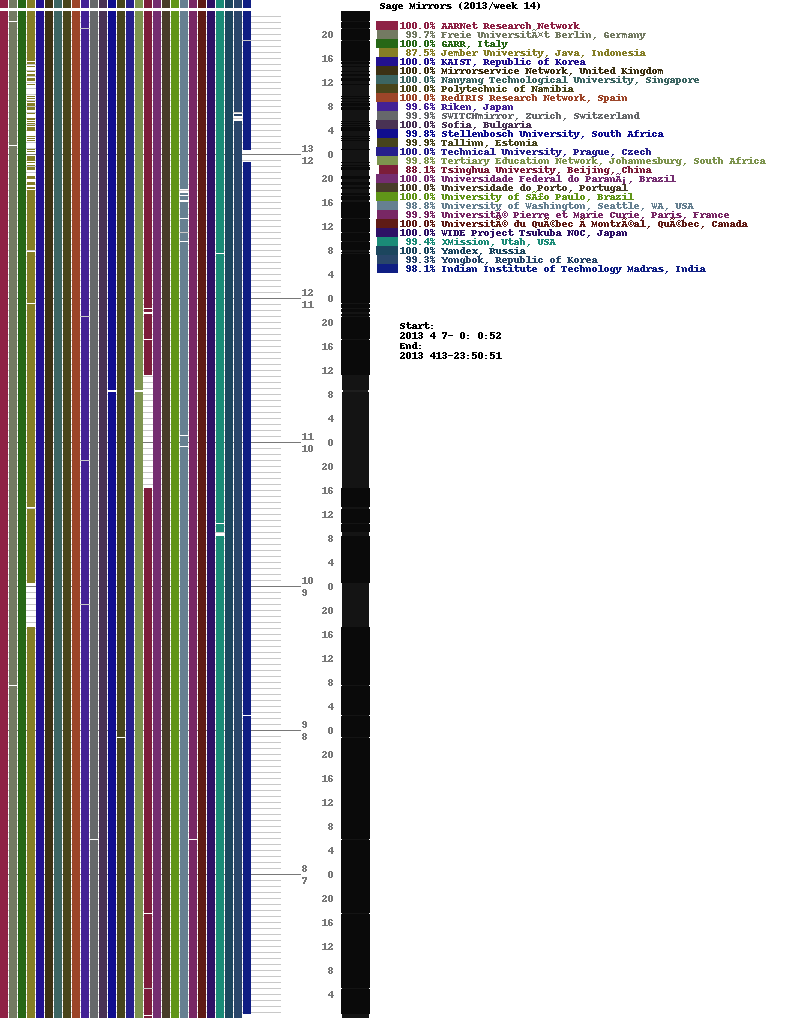 Sage Mirrors (2013/week 14)
100.0% AARNet Research Network
99.7% Freie UniversitÃ¤t Berlin, Germany
100.0% GARR, Italy
87.5% Jember University, Java, Indonesia
100.0% KAIST, Republic of Korea
100.0% Mirrorservice Network, United Kingdom
100.0% Nanyang Technological University, Singapore
100.0% Polytechnic of Namibia
100.0% RedIRIS Research Network, Spain
99.6% Riken, Japan
99.9% SWITCHmirror, Zurich, Switzerland
100.0% Sofia, Bulgaria
99.8% Stellenbosch University, South Africa
99.9% Tallinn, Estonia
100.0% Technical University, Prague, Czech
99.8% Tertiary Education Network, Johannesburg, South Africa
88.1% Tsinghua University, Beijing, China
100.0% Universidade Federal do ParanÃ¡, Brazil
100.0% Universidade do Porto, Portugal
100.0% University of SÃ£o Paulo, Brazil
98.8% University of Washington, Seattle, WA, USA
99.9% UniversitÃ© Pierre et Marie Curie, Paris, France
100.0% UniversitÃ© du QuÃ©bec A MontrÃ©al, QuÃ©bec, Canada
100.0% WIDE Project Tsukuba NOC, Japan
99.4% XMission, Utah, USA
100.0% Yandex, Russia
99.3% Yongbok, Republic of Korea
98.1% Indian Institute of Technology Madras, India
Start:
2013 4 7- 0: 0:52
End:
2013 413-23:50:51
20
16
12
8
4
13
0
12
20
16
12
8
4
12
0
11
20
16
12
8
4
11
0
10
20
16
12
8
4
10
0
9
20
16
12
8
4
9
0
8
20
16
12
8
4
8
0
7
20
16
12
8
4